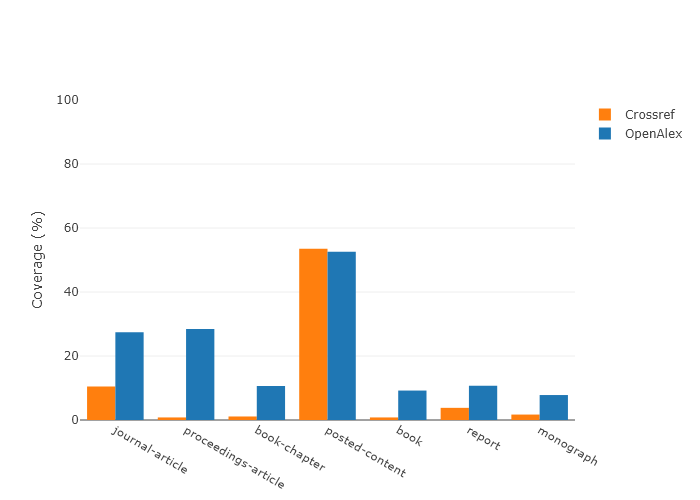 100
80
60
40
20
0
Coverage (%)
journal-article
proceedings-article
book-chapter
posted-content
book
report
monograph
Crossref
OpenAlex